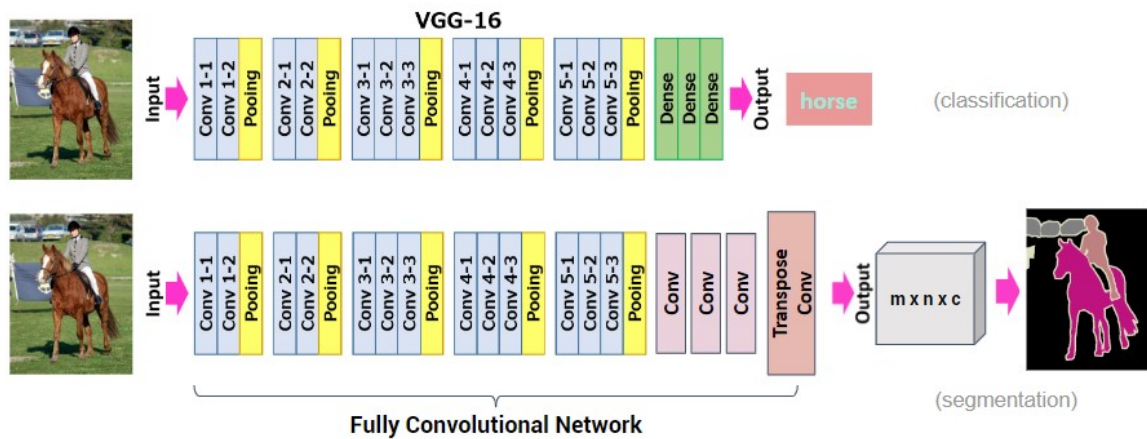 VGG-16
Input
Conv 1-1
Conv 1-2
Pooing
Conv 2-1
Conv 2-2
Pooing
Conv 3-1
Conv 3-2
Conv 3-3
Pooing
Conv 4-1
Conv 4-2
Conv 4-3
Pooing
Conv 5-1
Conv 5-2
Conv 5-3
Pooing
Dense
Dense
Dense
Output
horse
(classification)
Input
Conv 1-1
Conv 1-2
Pooing
Conv 2-1
Conv 2-2
Pooing
Conv 3-1
Conv 3-2
Conv 3-3
Pooing
Conv 4-1
Conv 4-2
Conv 4-3
Pooing
Conv 5-1
Conv 5-2
Conv 5-3
Pooing
Conv
Conv
Conv
Transpose
Conv
Output
m x n x c
(segmentation)
Fully Convolutional Network